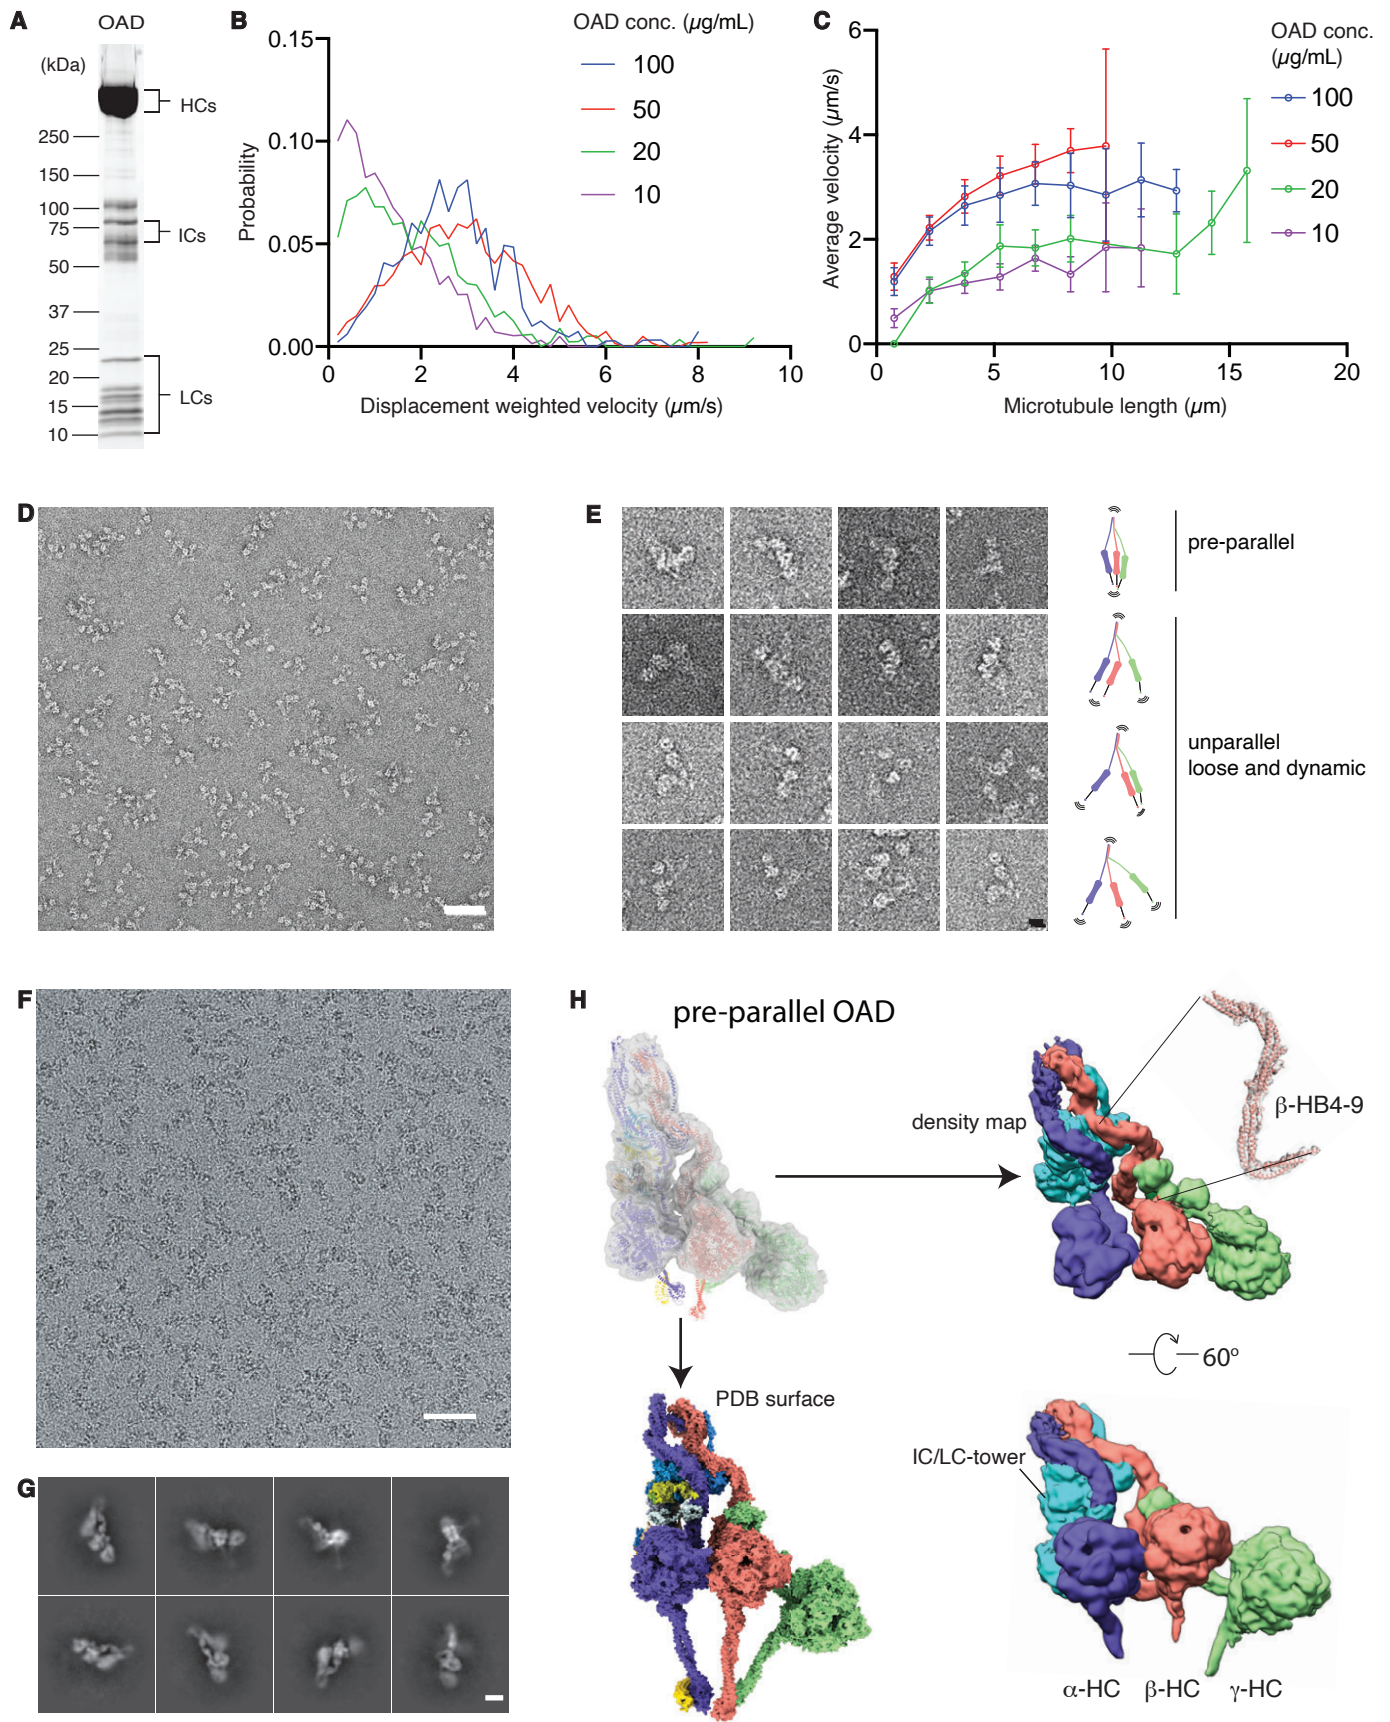 A
OAD
(kDa)
250
150
100
75
50
37
25
20
15
10
HCs
ICs
LCs
B
OAD conc. (µg/mL)
100
50
20
10
Probability
0.15
0.10
0.05
0.00
0
2
4
6
8
10
Displacement weighted velocity (µm/s)
C
OAD conc.
(µg/mL)
100
50
20
10
Average velocity (µm/s)
6
4
2
0
0
5
10
15
20
Microtubule length (µm)
D
E
pre-parallel
unparallel
loose and dynamic
F
G
H
pre-parallel OAD
density map
β-HB4-9
60°
PDB surface
IC/LC-tower
α-HC
β-HC
γ-HC